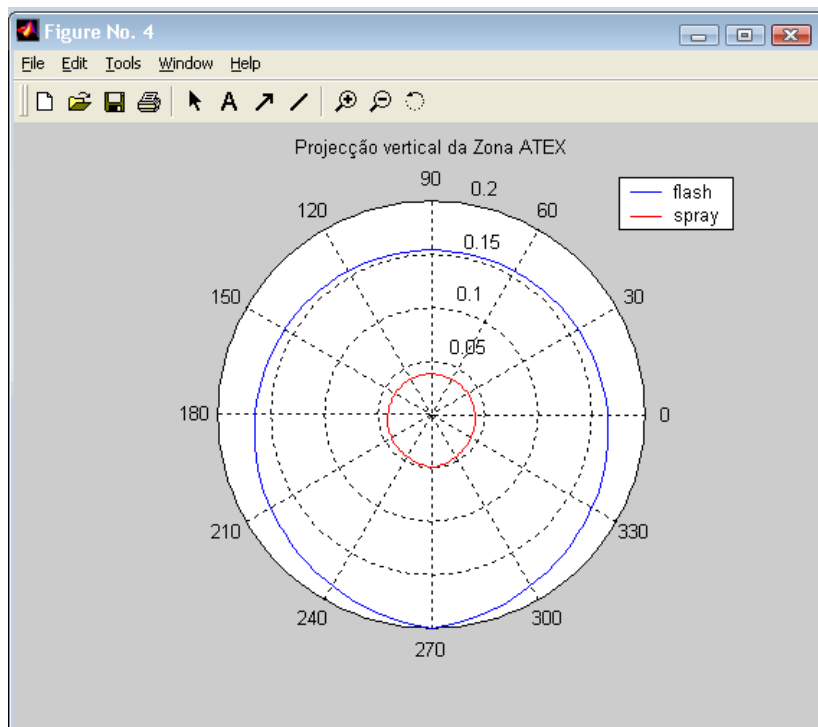 Figure No. 4
File Edit Tools Window Help
A
Projecção vertical da Zona ATEX
flash
spray
90
0.2
120
60
0.15
150
0.1
30
0.05
180
0
210
330
240
300
270